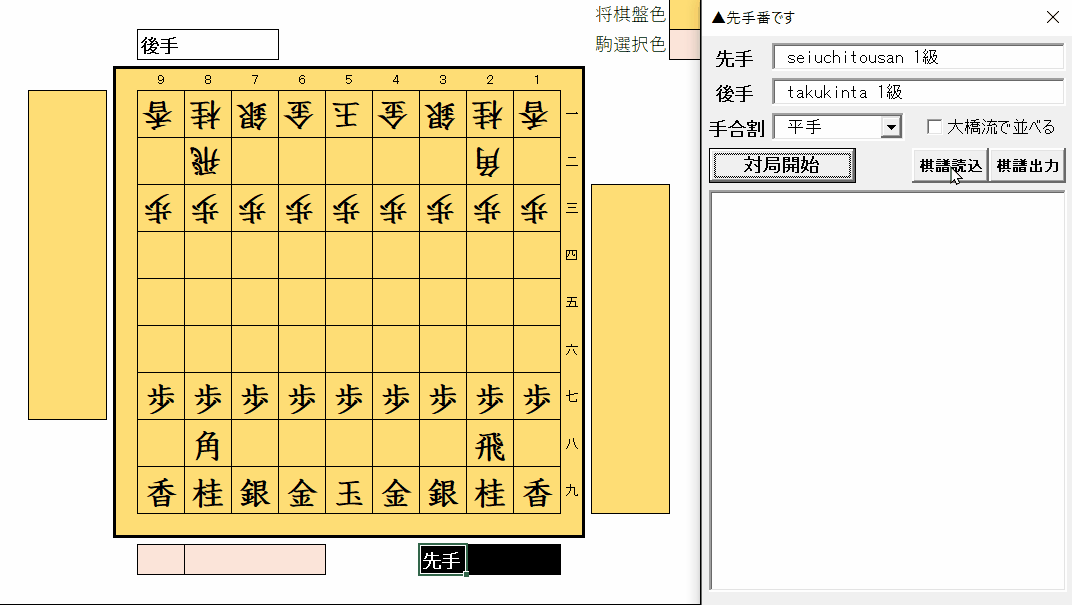 将棋盤色
駒選択色
後手
9 8 7 6 5 4 3 2 1
香 桂 銀 金 王 金 銀 桂 香 一
飛 角 二
歩 歩 歩 歩 歩 歩 歩 歩 歩 三
四
五
六
歩 歩 歩 歩 歩 歩 歩 歩 歩 七
角 飛 八
香 桂 銀 金 玉 金 銀 桂 香 九
先手
▲先手番です
先手 seiuchitousan 1級
後手 takukinta 1級
手合割 平手 大橋流で並べる
対局開始 棋譜読込 棋譜出力